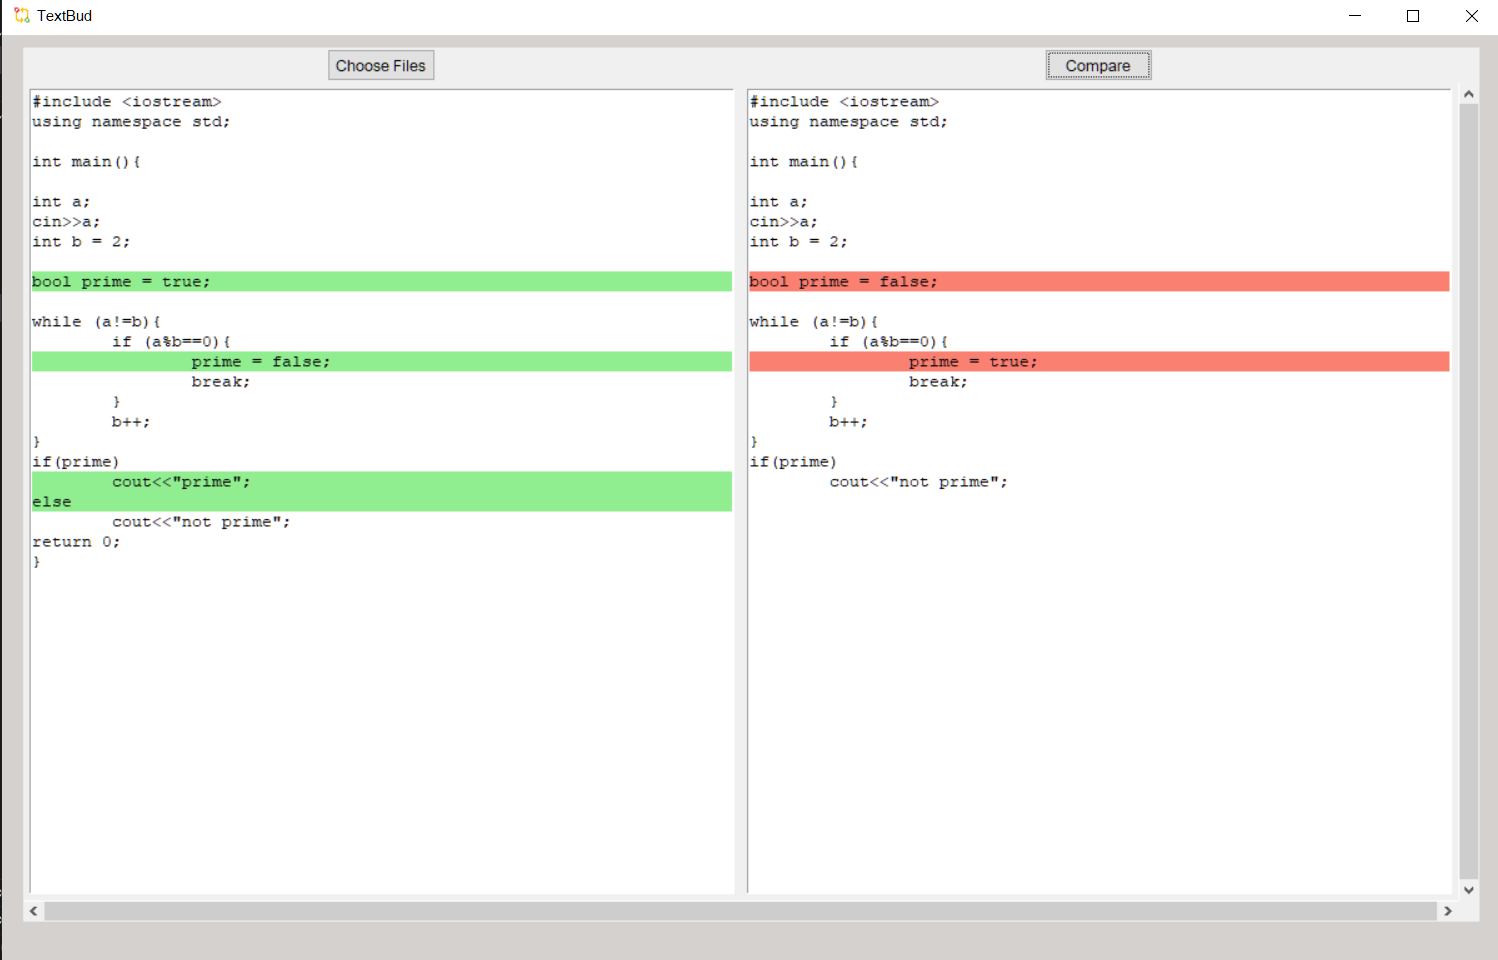 TextBud
Choose Files
Compare
#include <iostream>
using namespace std;
int main(){
int a;
cin>>a;
int b = 2;
bool prime = true;
while (a!=b){
if (a%b==0){
prime = false;
break;
}
b++;
}
if(prime)
cout<<"prime";
else
cout<<"not prime";
return 0;
}
#include <iostream>
using namespace std;
int main(){
int a;
cin>>a;
int b = 2;
bool prime = false;
while (a!=b){
if (a%b==0){
prime = true;
break;
}
b++;
}
if(prime)
cout<<"not prime";